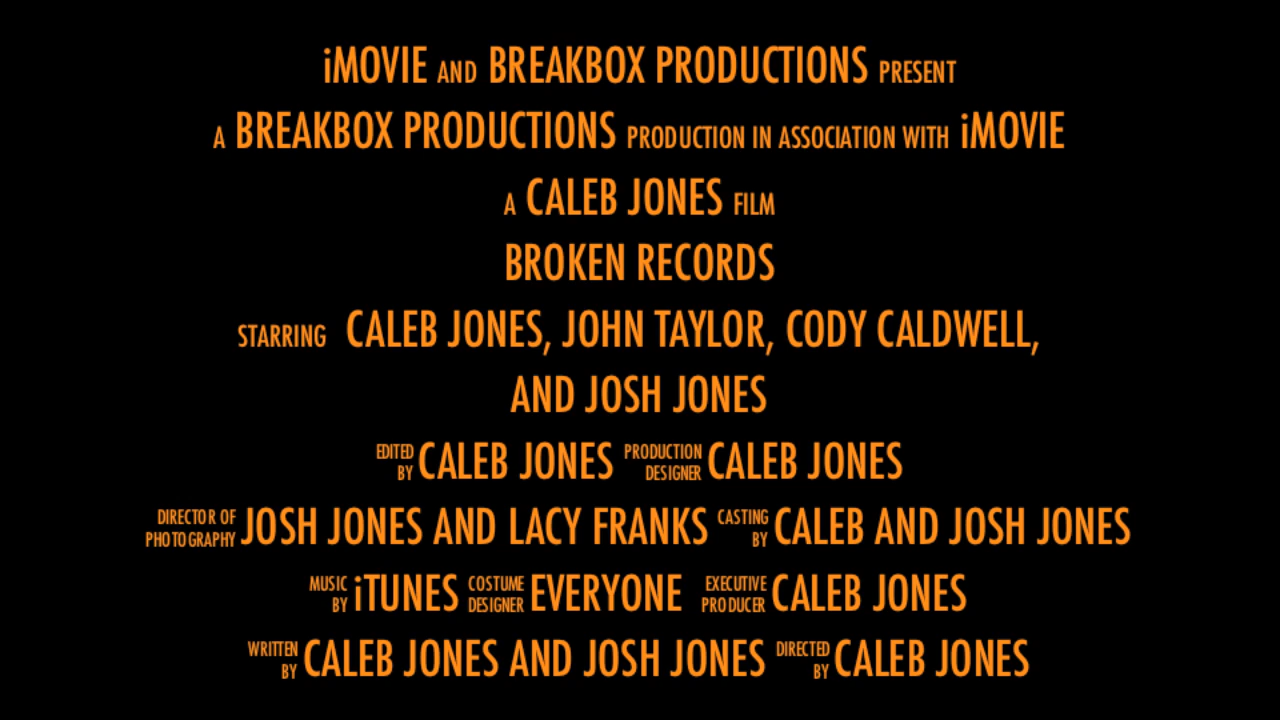 iMOVIE AND BREAKBOX PRODUCTIONS PRESENT
A BREAKBOX PRODUCTIONS PRODUCTION IN ASSOCIATION WITH iMOVIE
A CALEB JONES FILM
BROKEN RECORDS
STARRING CALEB JONES, JOHN TAYLOR, CODY CALDWELL,
AND JOSH JONES
EDITED BY CALEB JONES PRODUCTION DESIGNER CALEB JONES
DIRECTOR OF PHOTOGRAPHY JOSH JONES AND LACY FRANKS CASTING BY CALEB AND JOSH JONES
MUSIC BY iTUNES COSTUME DESIGNER EVERYONE EXECUTIVE PRODUCER CALEB JONES
WRITTEN BY CALEB JONES AND JOSH JONES DIRECTED BY CALEB JONES